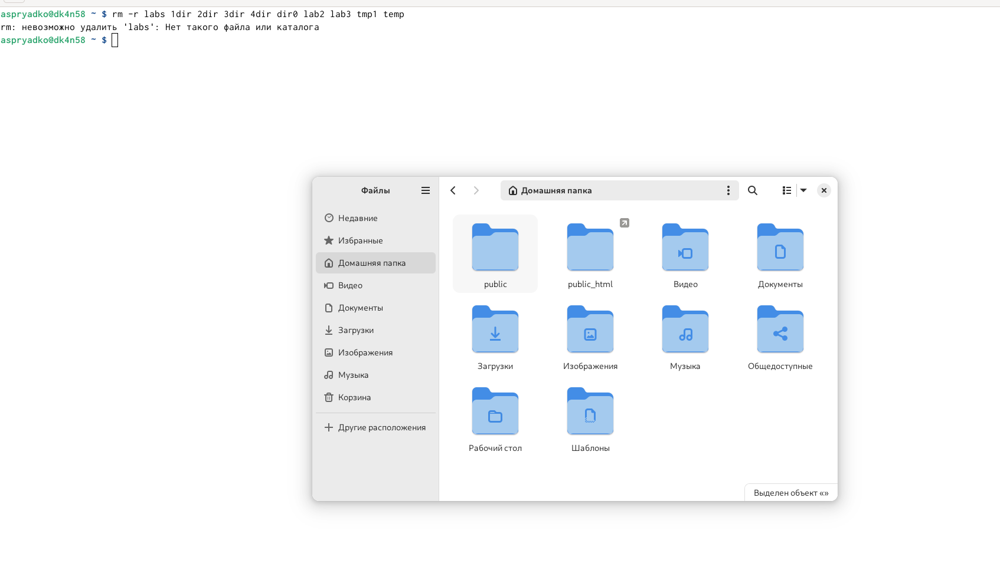 aspryadko@dk4n58 ~ $ rm -r labs 1dir 2dir 3dir 4dir dir0 lab2 lab3 tmp1 temp
rm: невозможно удалить 'labs': Нет такого файла или каталога
aspryadko@dk4n58 ~ $
Файлы
Домашняя папка
Недавние
Избранные
Домашняя папка
Видео
Документы
Загрузки
Изображения
Музыка
Корзина
Другие расположения
public
public_html
Видео
Документы
Загрузки
Изображения
Музыка
Общедоступные
Рабочий стол
Шаблоны
Выделен объект «»